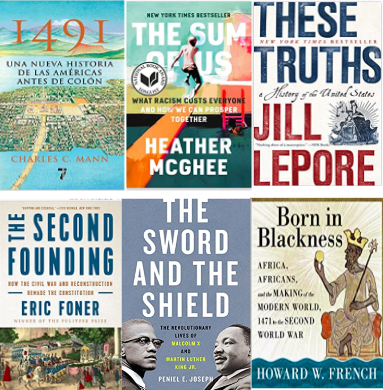 1491
UNA NUEVA HISTORIA
DE LAS AMÉRICAS
ANTES DE COLÓN
CHARLES C. MANN
NEW YORK TIMES BESTSELLER
THE SUM
OF US
WHAT RACISM COSTS EVERYONE
AND HOW WE CAN PROSPER
TOGETHER
HEATHER
MCGHEE
THESE
NEW YORK TIMES BESTSELLER
TRUTHS
a History of the United States
JILL
LEPORE
THE SECOND
FOUNDING
HOW THE CIVIL WAR AND RECONSTRUCTION
REMADE THE CONSTITUTION
ERIC FONER
WINNER OF THE PULITZER PRIZE
THE
SWORD
AND THE
SHIELD
THE REVOLUTIONARY
LIVES OF
MALCOLM X
AND
MARTIN LUTHER
KING JR.
PENIEL E. JOSEPH
Born in
Blackness
AFRICA,
AFRICANS,
and the
MAKING of the
MODERN WORLD,
1471 to the
SECOND
WORLD WAR
HOWARD W. FRENCH